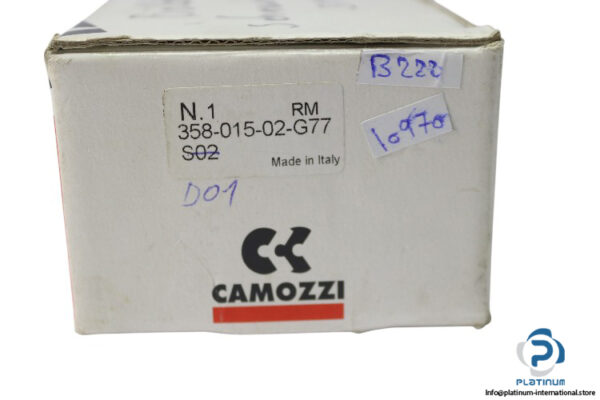 B222
N.1 RM
358-015-02-G77
10970
S02
Made in Italy
D01
CAMOZZI
PLATINUM
Info@platinum-international.store